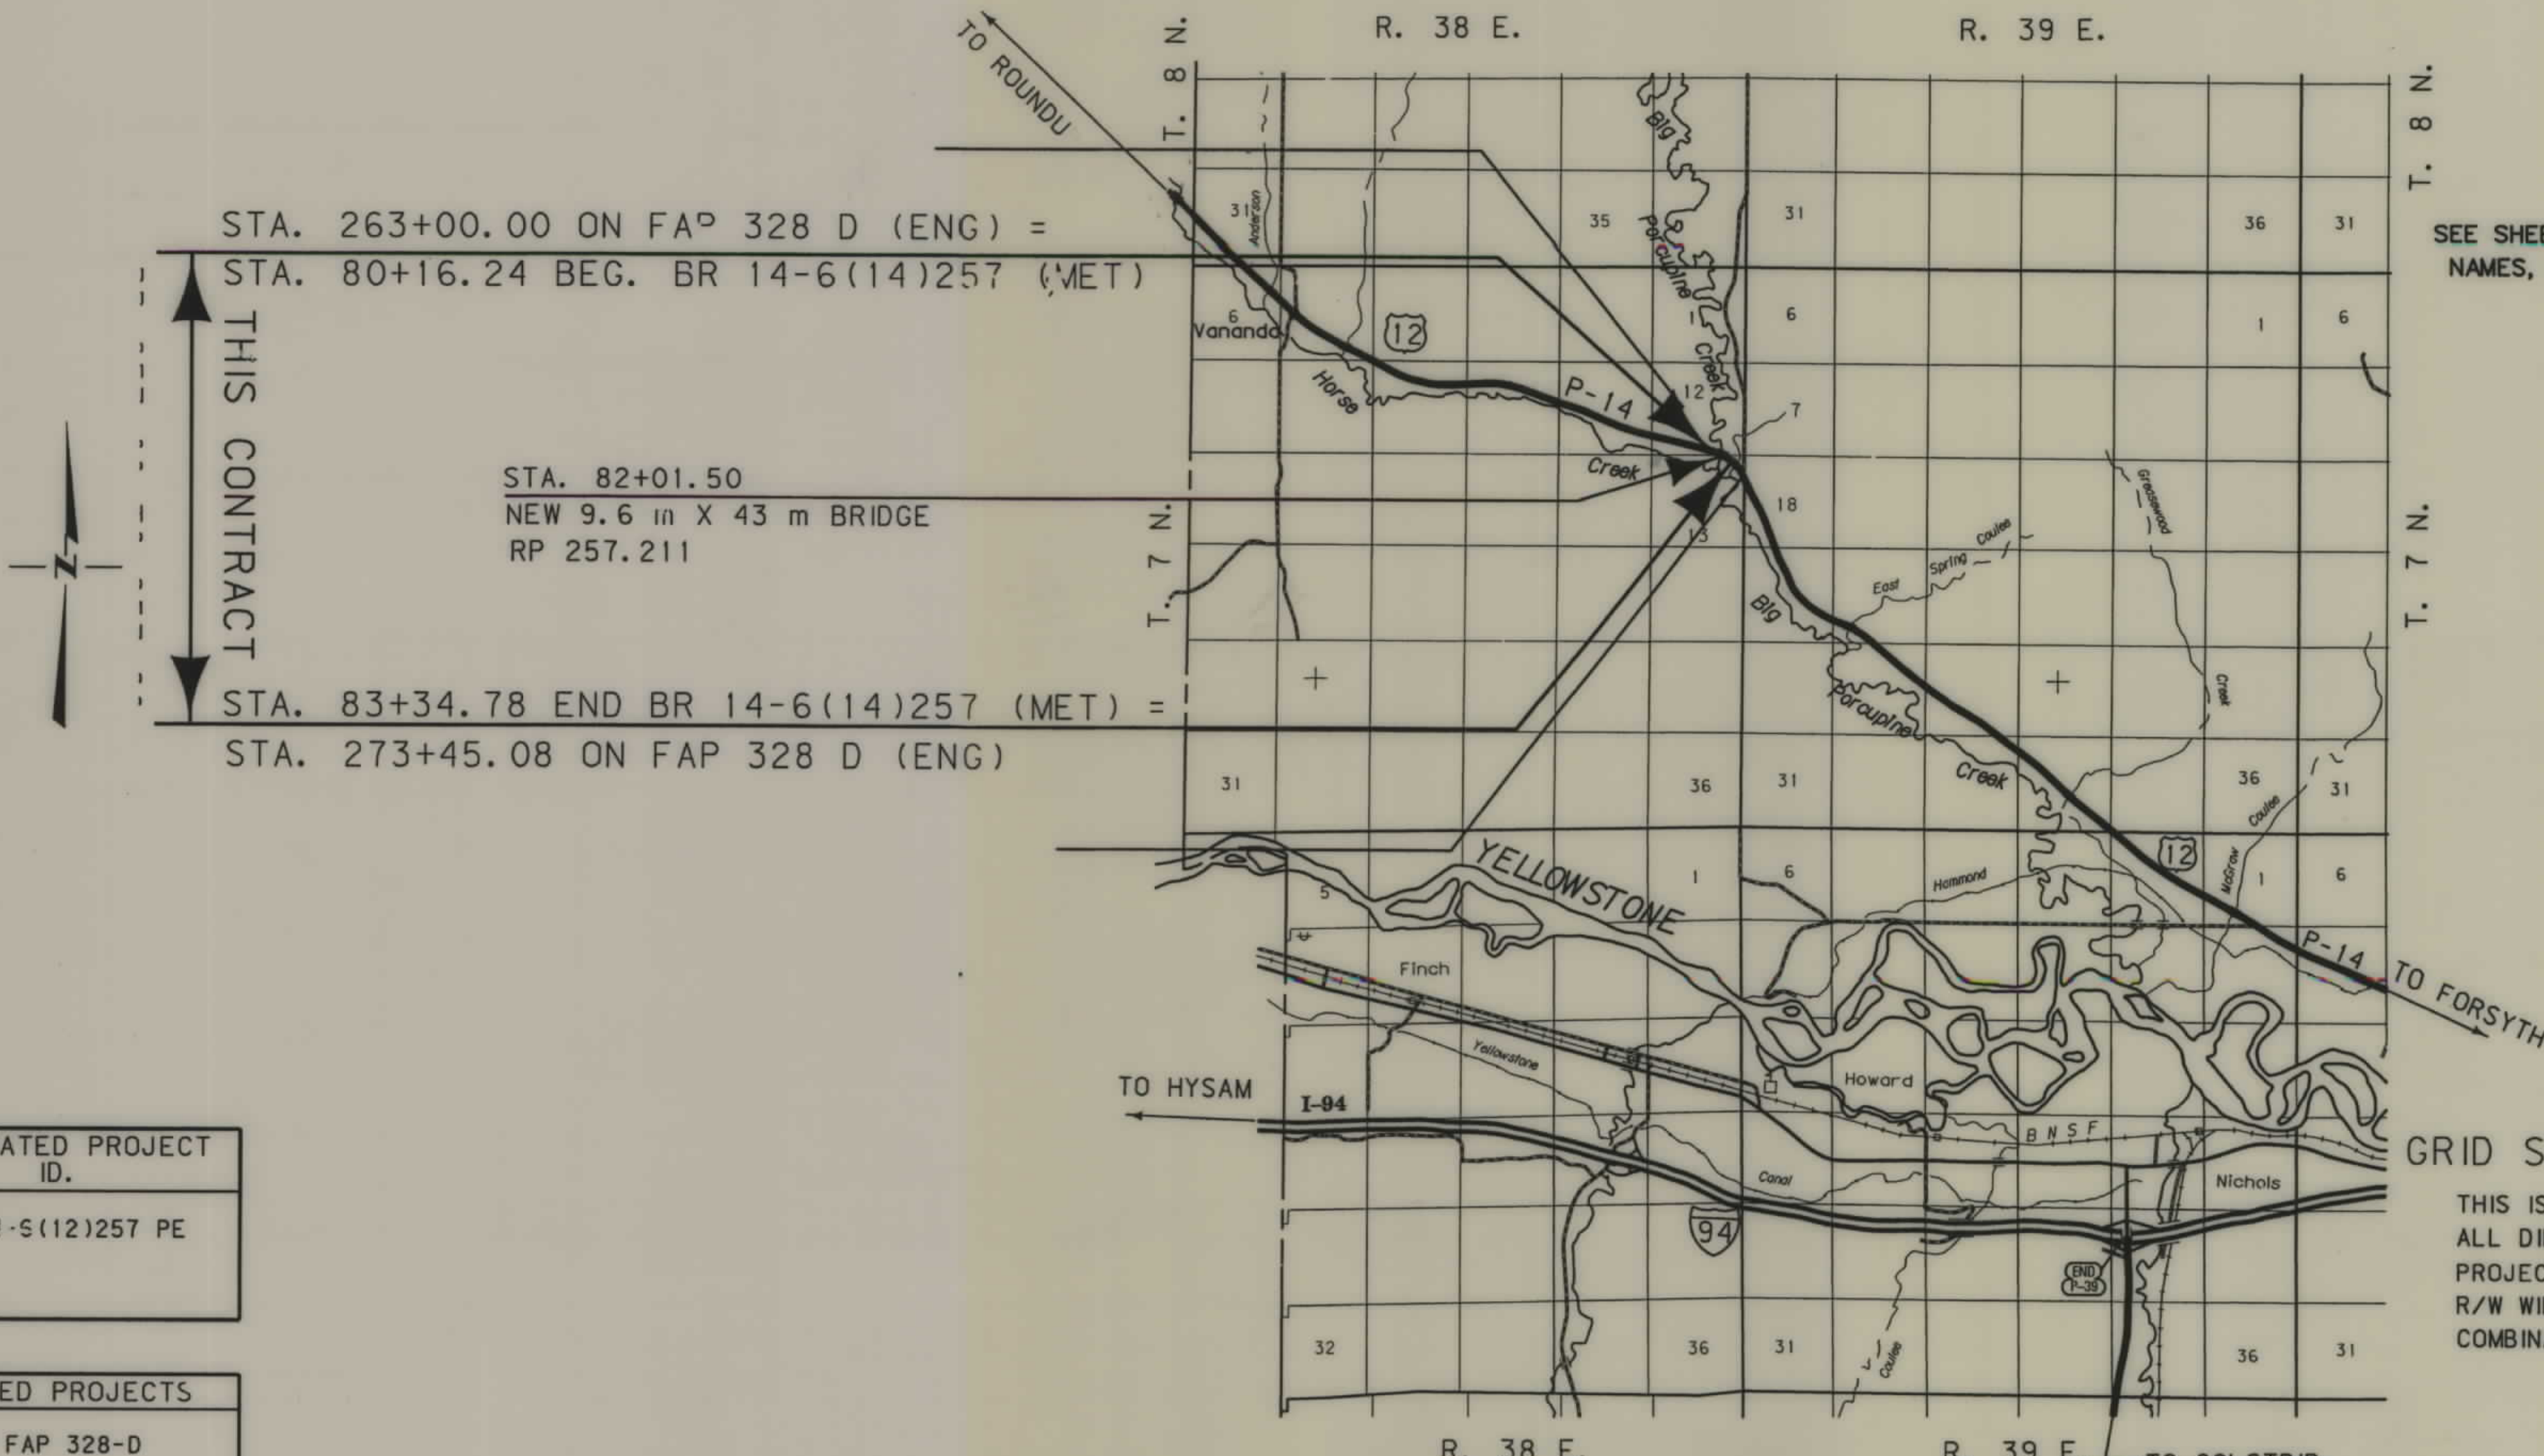 R. 38 E.
R. 39 E.
T. 8 N.
T. 8 N.
TO ROUNDU
STA. 263+00.00 ON FAP 328 D (ENG) =
STA. 80+16.24 BEG. BR 14-6(14)257 (MET)
THIS CONTRACT
STA. 82+01.50
NEW 9.6 m X 43 m BRIDGE
RP 257.211
STA. 83+34.78 END BR 14-6(14)257 (MET) =
STA. 273+45.08 ON FAP 328 D (ENG)
N
31
Anderson
35
31
36
31
SEE SHEE
NAMES,
Big
Porcupine
Creek
6
Vananda
12
6
1
6
Horse
P-14
12
7
Creek
18
13
T. 7 N.
T. 7 N.
Greasewood
Creek
East Spring Coulee
Big
Porcupine
Creek
31
36
31
36
31
Coulee
McGrow
12
YELLOWSTONE
5
1
6
Hammond
1
6
P-14
TO FORSYTH
Finch
Yellowstone
TO HYSAM
I-94
Howard
BNSF
Canal
Nichols
94
END
P-39
32
36
31
Coulee
36
31
GRID S
THIS IS
ALL DI
PROJEC
R/W WI
COMBIN
ATED PROJECT
ID.
-S(12)257 PE
ED PROJECTS
FAP 328-D
R. 38 E.
R. 39 E.